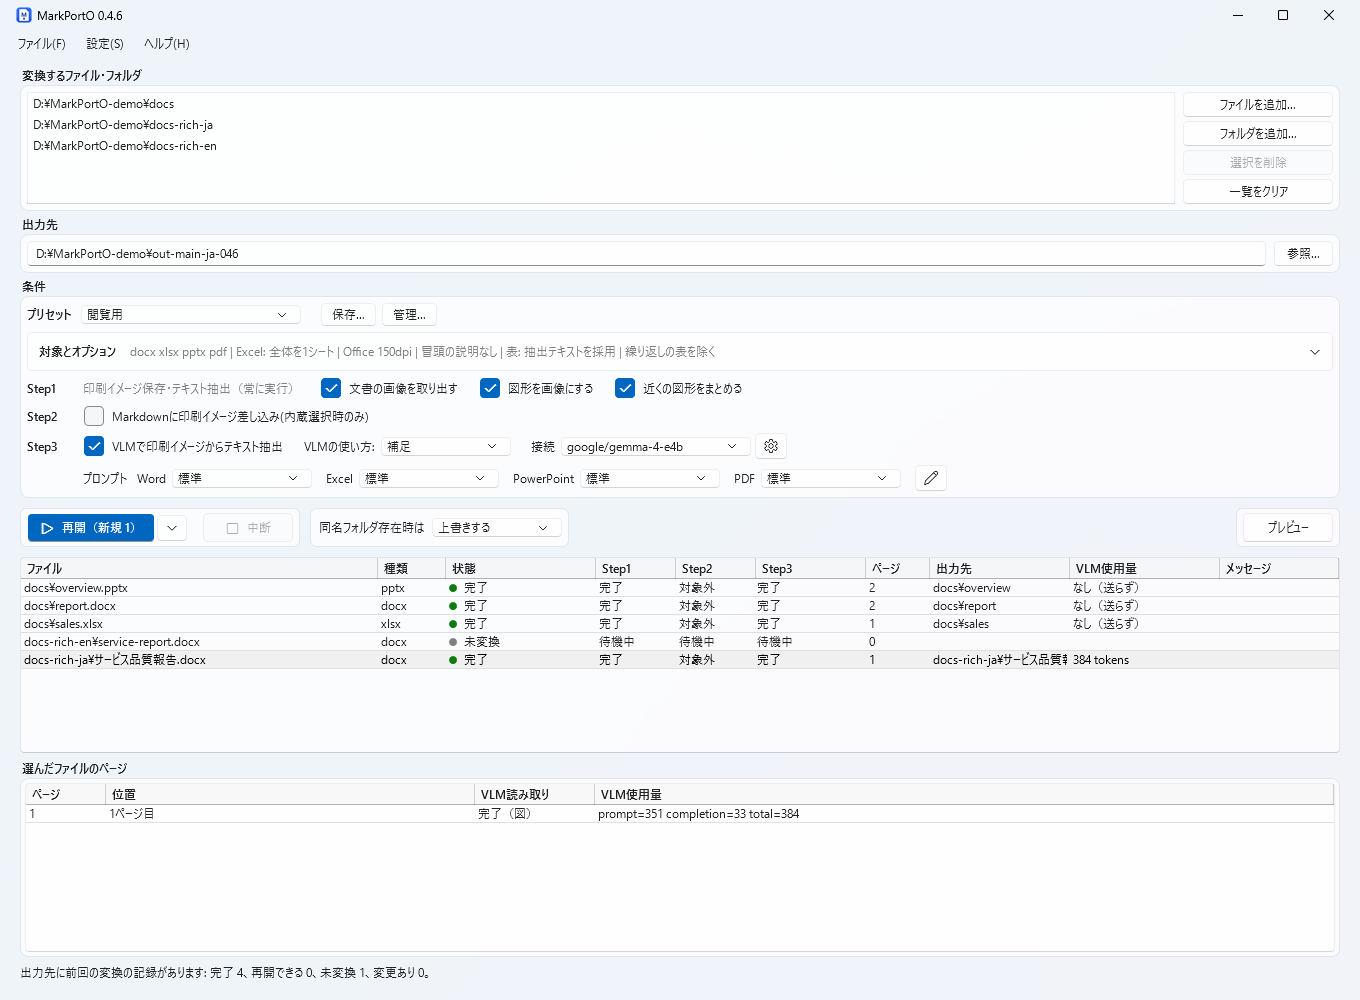 MarkPortO 0.4.6
ファイル(F) 設定(S) ヘルプ(H)
変換するファイル・フォルダ
D:¥MarkPortO-demo¥docs
D:¥MarkPortO-demo¥docs-rich-ja
D:¥MarkPortO-demo¥docs-rich-en
ファイルを追加...
フォルダを追加...
選択を削除
一覧をクリア
出力先
D:¥MarkPortO-demo¥out-main-ja-046 参照...
条件
プリセット 閲覧用 保存... 管理...
対象とオプション docx xlsx pptx pdf | Excel: 全体を1シート | Office 150dpi | 冒頭の説明なし | 表: 抽出テキストを採用 | 繰り返しの表を除く
Step1 印刷イメージ保存・テキスト抽出（常に実行） 文書の画像を取り出す 図形を画像にする 近くの図形をまとめる
Step2 Markdownに印刷イメージ差し込み(内蔵選択時のみ)
Step3 VLMで印刷イメージからテキスト抽出 VLMの使い方: 補足 接続 google/gemma-4-e4b
プロンプト Word 標準 Excel 標準 PowerPoint 標準 PDF 標準
再開（新規 1） 中断 同名フォルダ存在時は 上書きする プレビュー
ファイル 種類 状態 Step1 Step2 Step3 ページ 出力先 VLM使用量 メッセージ
docs¥overview.pptx pptx 完了 完了 対象外 完了 2 docs¥overview なし（送らず）
docs¥report.docx docx 完了 完了 対象外 完了 2 docs¥report なし（送らず）
docs¥sales.xlsx xlsx 完了 完了 対象外 完了 1 docs¥sales なし（送らず）
docs-rich-en¥service-report.docx docx 未変換 待機中 待機中 待機中 0
docs-rich-ja¥サービス品質報告.docx docx 完了 完了 対象外 完了 1 docs-rich-ja¥サービス品質 384 tokens
選んだファイルのページ
ページ 位置 VLM読み取り VLM使用量
1 1ページ目 完了（図） prompt=351 completion=33 total=384
出力先に前回の変換の記録があります: 完了 4、再開できる 0、未変換 1、変更あり 0。